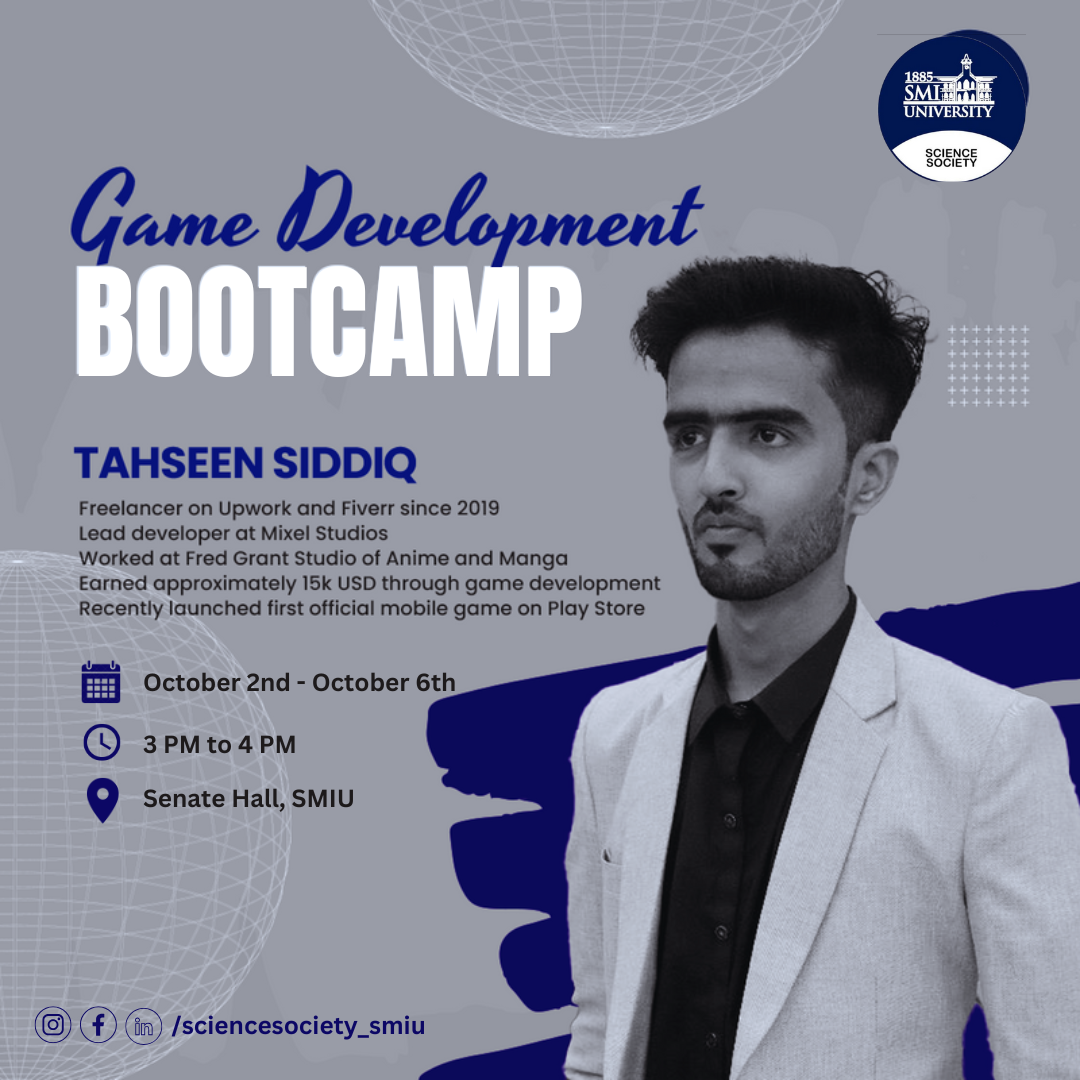 1885
SMI
UNIVERSITY
SCIENCE
SOCIETY
Game Development
BOOTCAMP
TAHSEEN SIDDIQ
Freelancer on Upwork and Fiverr since 2019
Lead developer at Mixel Studios
Worked at Fred Grant Studio of Anime and Manga
Earned approximately 15k USD through game development
Recently launched first official mobile game on Play Store
October 2nd - October 6th
3 PM to 4 PM
Senate Hall, SMIU
in /sciencesociety_smiu